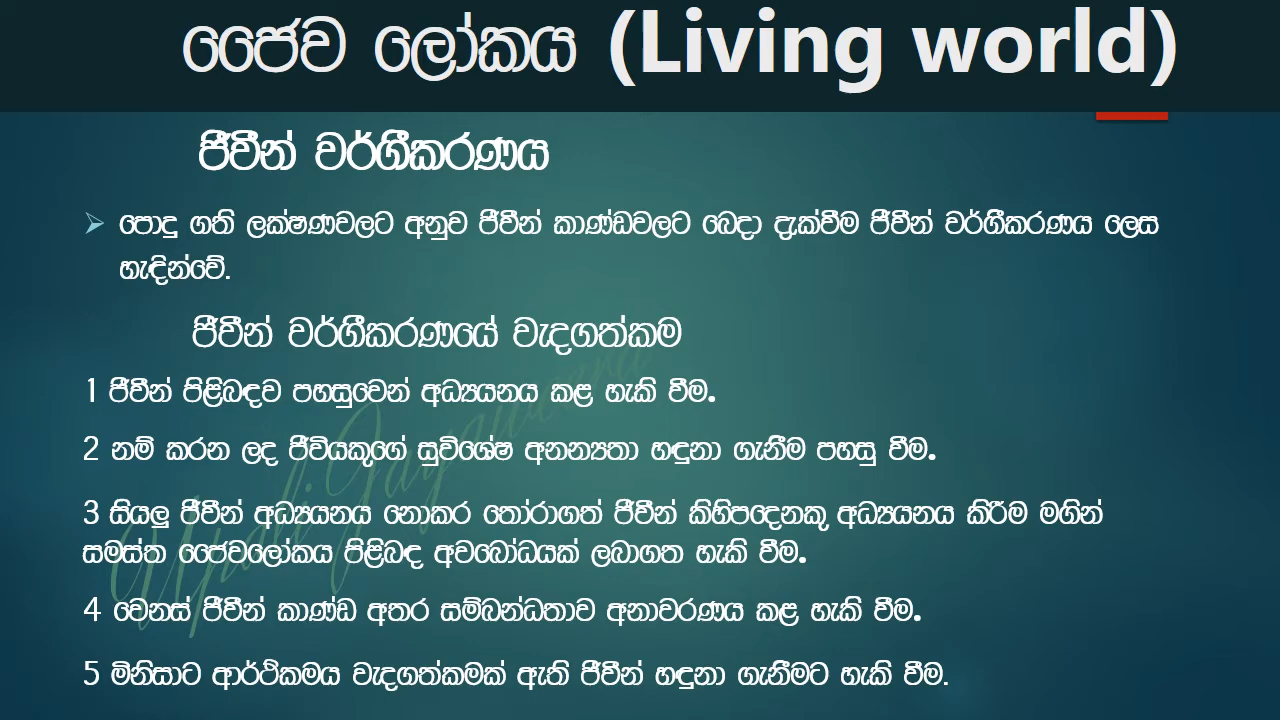 ජෛව ලෝකය (Living world)
ජීවීන් වර්ගීකරණය
පොදු ගති ලක්ෂණවලට අනුව ජීවීන් කාණ්ඩවලට බෙදා දැක්වීම ජීවීන් වර්ගීකරණය ලෙස
හැඳින්වේ.
ජීවීන් වර්ගීකරණයේ වැදගත්කම
1 ජීවීන් පිළිබඳව පහසුවෙන් අධ්‍යයනය කළ හැකි වීම.
2 නම් කරන ලද ජීවියකුගේ සුවිශේෂ අනන්‍යතා හඳුනා ගැනීම පහසු වීම.
3 සියලු ජීවීන් අධ්‍යයනය නොකර තෝරාගත් ජීවීන් කිහිපදෙනකු අධ්‍යයනය කිරීම මගින්
සමස්ත ජෛවලෝකය පිළිබඳ අවබෝධයක් ලබාගත හැකි වීම.
4 වෙනස් ජීවීන් කාණ්ඩ අතර සම්බන්ධතාව අනාවරණය කළ හැකි වීම.
5 මිනිසාට ආර්ථිකමය වැදගත්කමක් ඇති ජීවීන් හඳුනා ගැනීමට හැකි වීම.